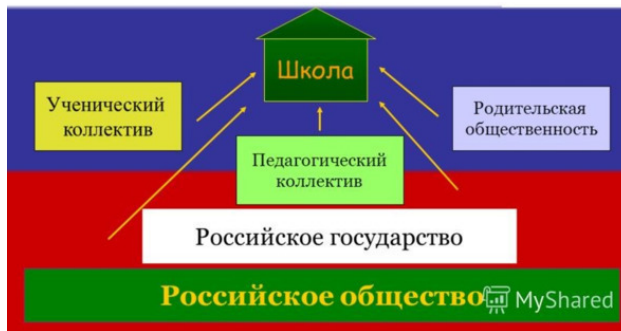 Школа
Ученический
коллектив
Родительская
общественность
Педагогический
коллектив
Российское государство
Российское общество
MyShared